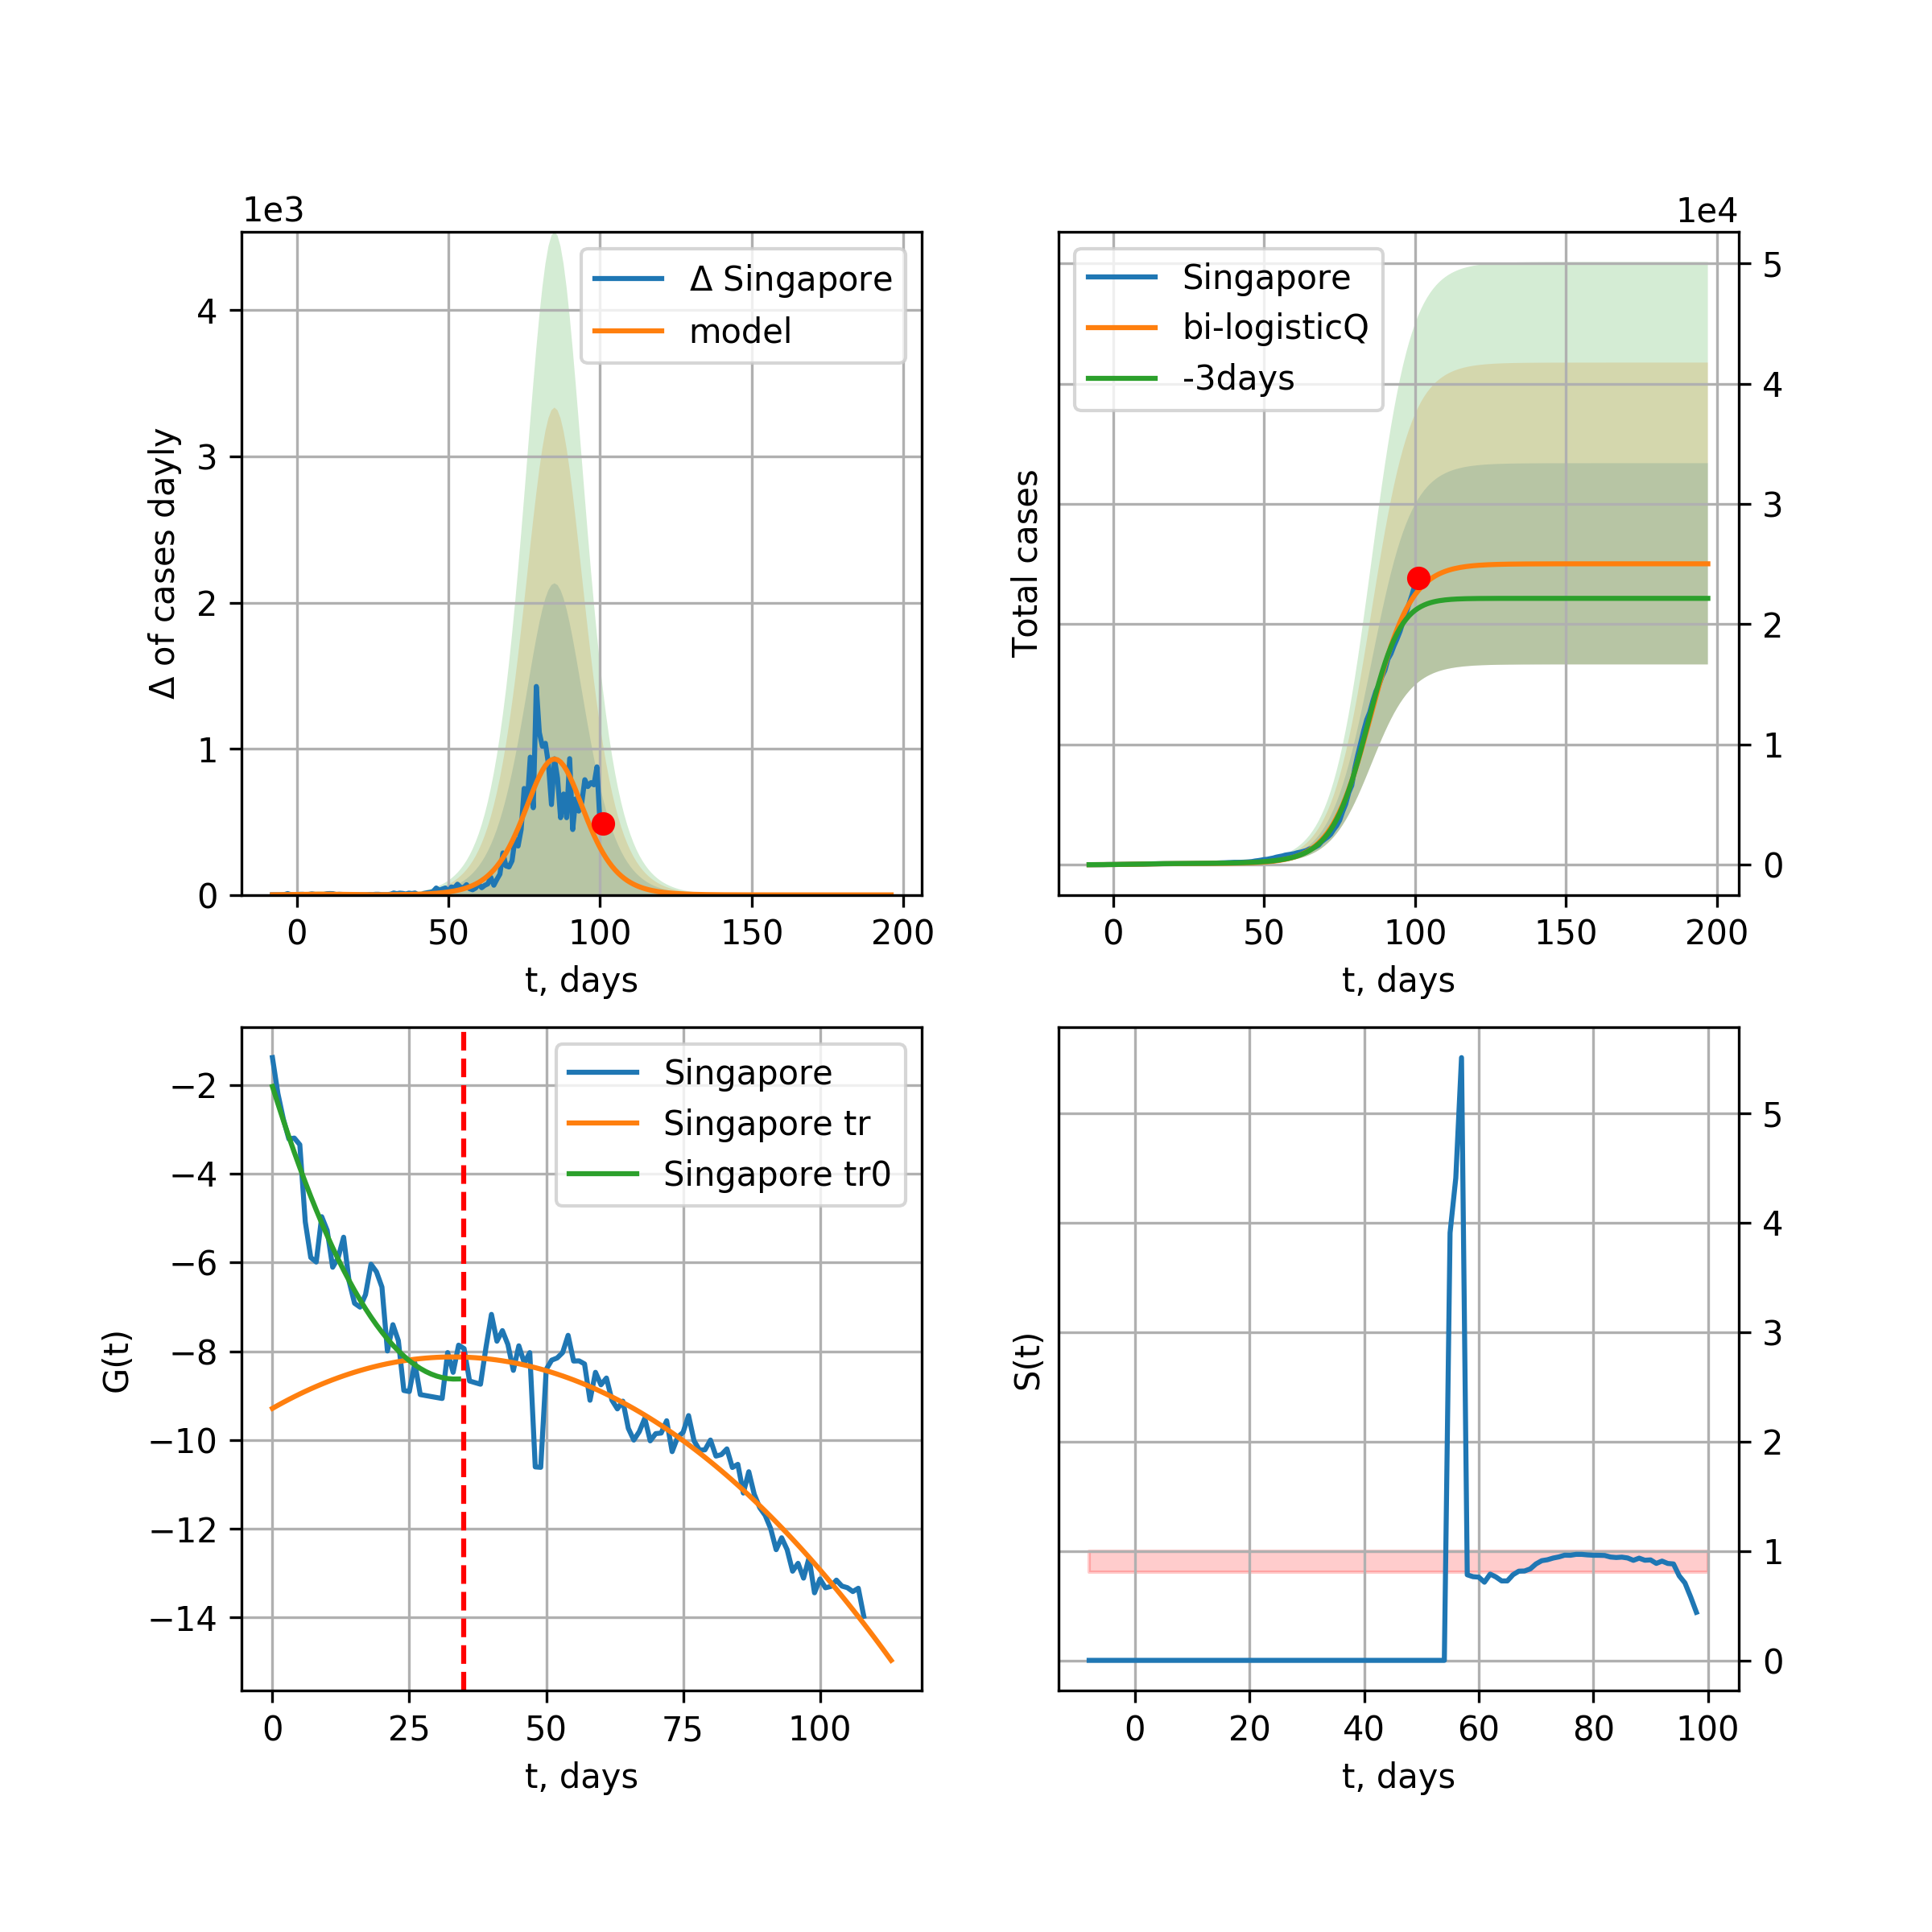 1e3
Δ of cases dayly
4
3
2
1
0
Δ Singapore
model
0 50 100 150 200
t, days
1e4
Total cases
Singapore
bi-logisticQ
-3days
5
4
3
2
1
0
0 50 100 150 200
t, days
G(t)
−2
−4
−6
−8
−10
−12
−14
Singapore
Singapore tr
Singapore tr0
0 25 50 75 100
t, days
S(t)
5
4
3
2
1
0
0 20 40 60 80 100
t, days